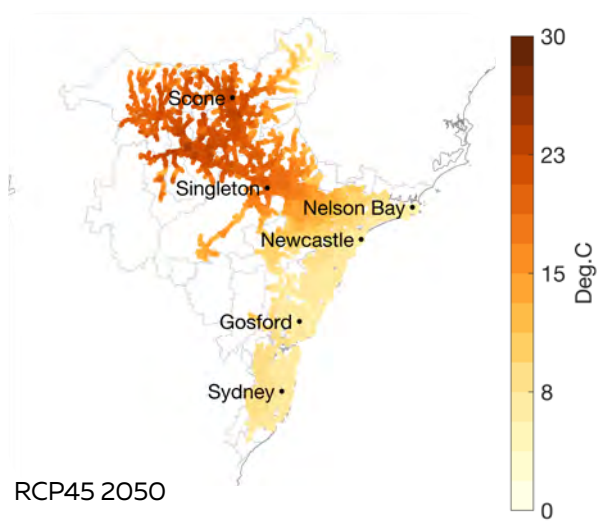 30
Scone
23
Singleton
Nelson Bay
Newcastle
15
Deg.C
Gosford
8
Sydney
RCP45 2050
0